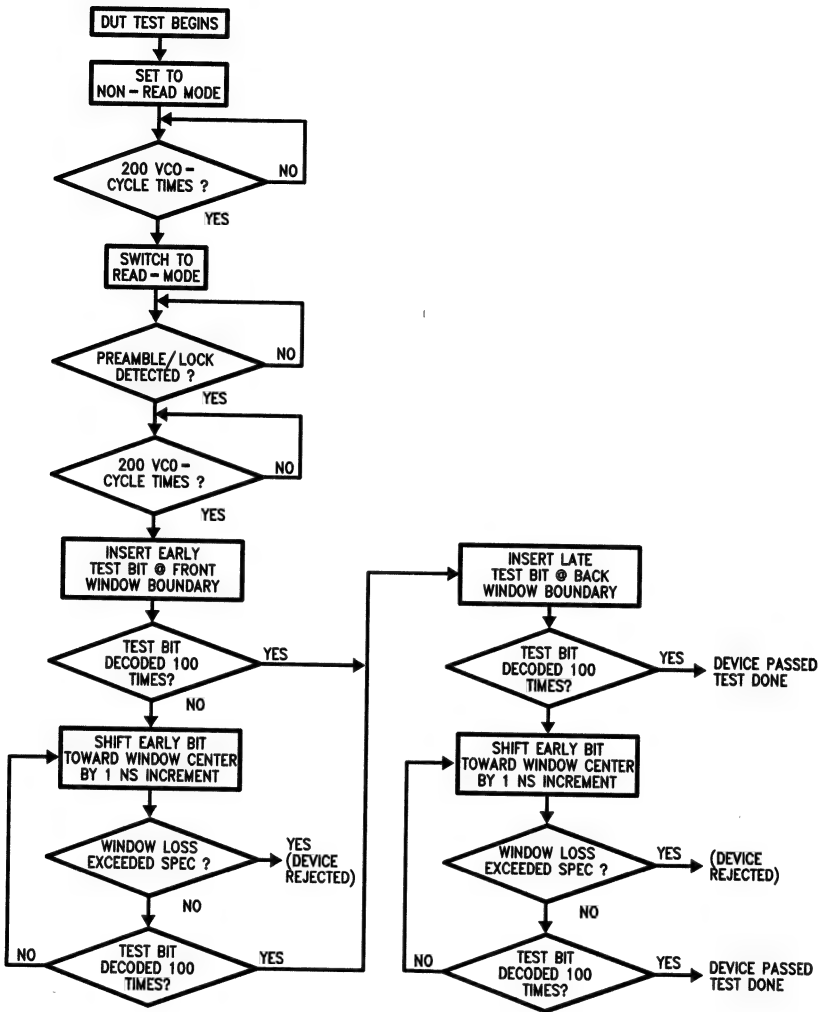 DUT TEST BEGINS
SET TO
NON-READ MODE
200 VCO-
CYCLE TIMES ?
NO
YES
SWITCH TO
READ-MODE
PREAMBLE/LOCK
DETECTED ?
NO
YES
200 VCO-
CYCLE TIMES ?
NO
YES
INSERT EARLY
TEST BIT @ FRONT
WINDOW BOUNDARY
TEST BIT
DECODED 100
TIMES?
YES
NO
SHIFT EARLY BIT
TOWARD WINDOW CENTER
BY 1 NS INCREMENT
WINDOW LOSS
EXCEEDED SPEC ?
YES
(DEVICE
REJECTED)
NO
TEST BIT
DECODED 100
TIMES?
NO
YES
INSERT LATE
TEST BIT @ BACK
WINDOW BOUNDARY
TEST BIT
DECODED 100
TIMES?
YES
DEVICE PASSED
TEST DONE
NO
SHIFT EARLY BIT
TOWARD WINDOW CENTER
BY 1 NS INCREMENT
WINDOW LOSS
EXCEEDED SPEC ?
YES
(DEVICE
REJECTED)
NO
TEST BIT
DECODED 100
TIMES?
NO
YES
DEVICE PASSED
TEST DONE